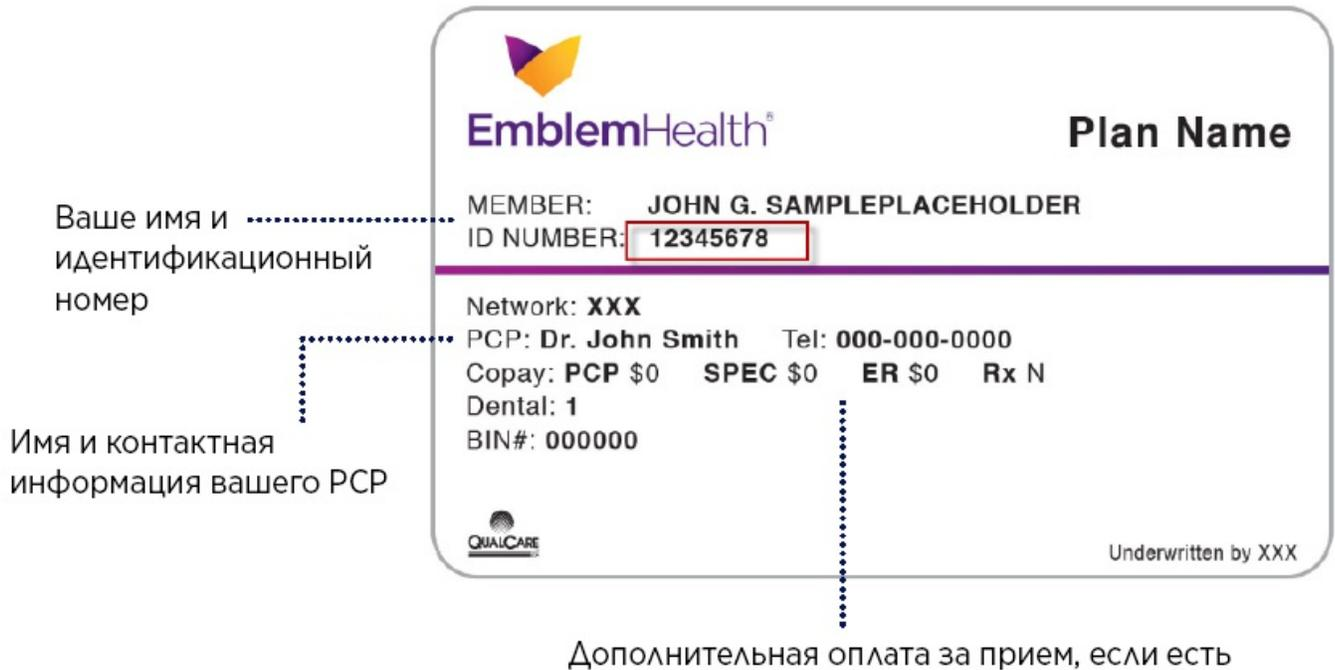 EmblemHealth®
Plan Name
Ваше имя и
идентификационный
номер
MEMBER: JOHN G. SAMPLEPLACEHOLDER
ID NUMBER: 12345678
Network: XXX
PCP: Dr. John Smith Tel: 000-000-0000
Copay: PCP $0 SPEC $0 ER $0 Rx N
Dental: 1
BIN#: 000000
Имя и контактная
информация вашего PCP
QUALCARE
Underwritten by XXX
Дополнительная оплата за прием, если есть